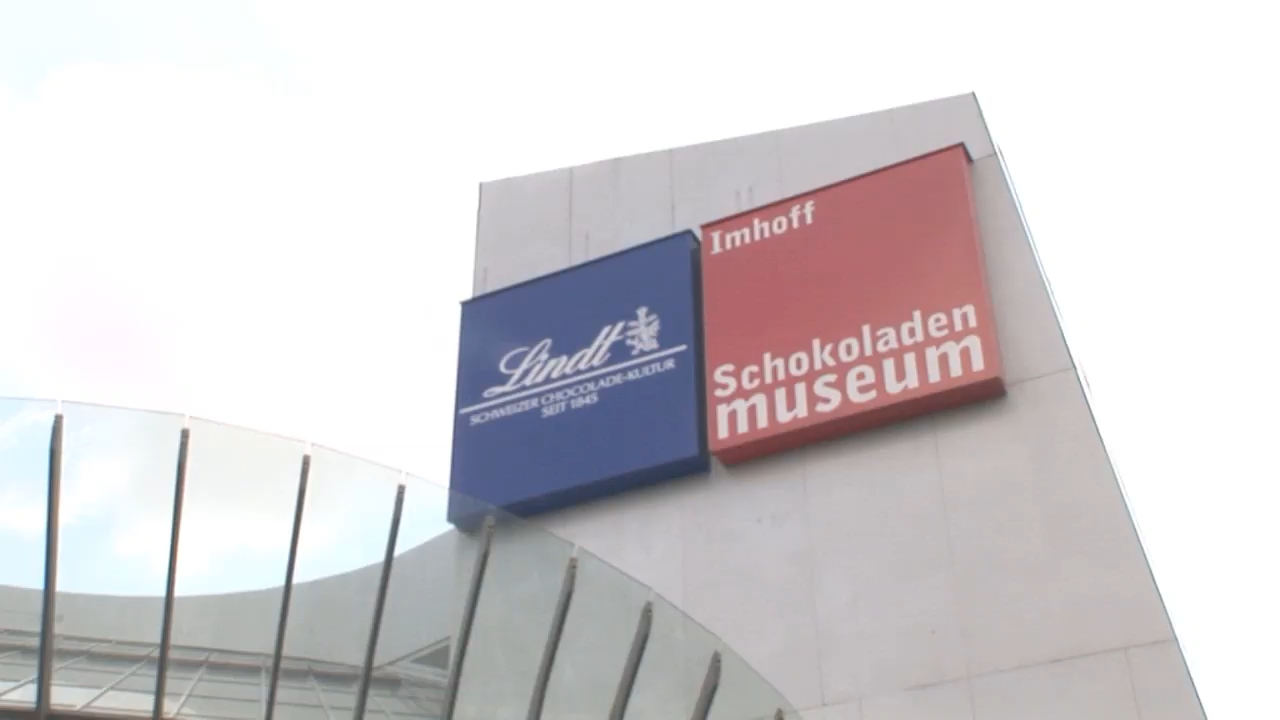 Lindt
SCHWEIZER CHOCOLADE-KULTUR
SEIT 1845
Imhoff
Schokoladen
museum